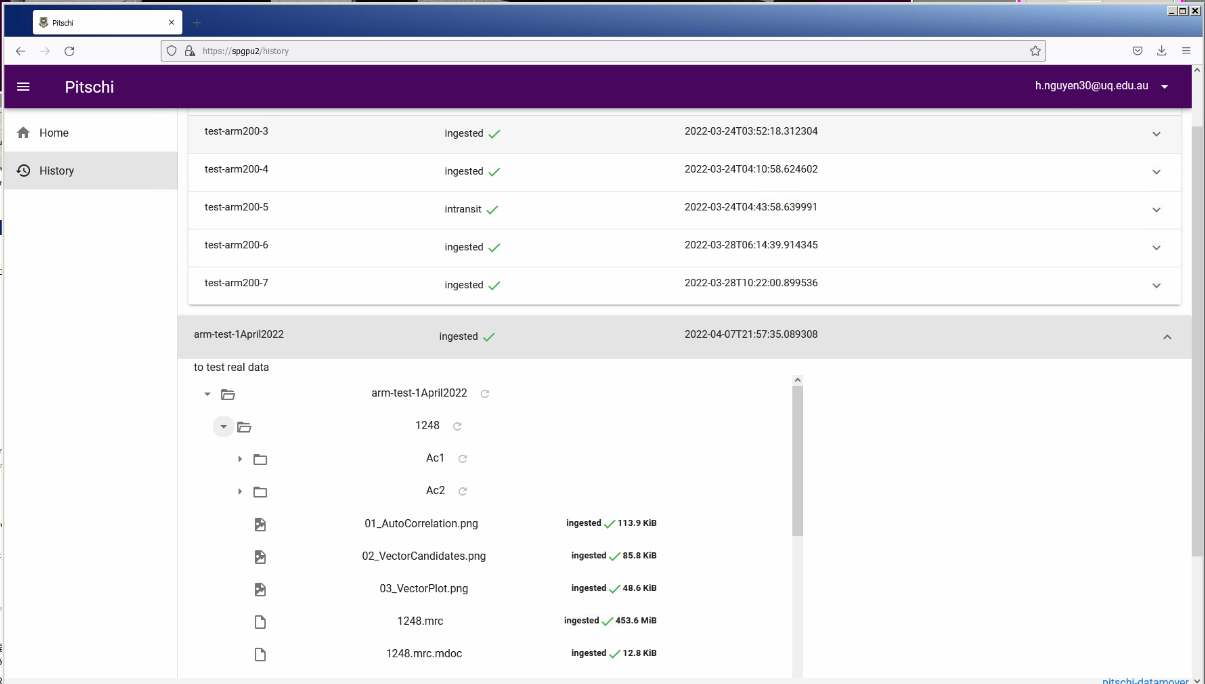 Pitschi
https://spgpu2/history
Pitschi
h.nguyen30@uq.edu.au
Home
History
test-arm200-3 ingested 2022-03-24T03:52:18.312304
test-arm200-4 ingested 2022-03-24T04:10:58.624602
test-arm200-5 intransit 2022-03-24T04:43:58.639991
test-arm200-6 ingested 2022-03-28T06:14:39.914345
test-arm200-7 ingested 2022-03-28T10:22:00.899536
arm-test-1April2022 ingested 2022-04-07T21:57:35.089308
to test real data
arm-test-1April2022
1248
Ac1
Ac2
01_AutoCorrelation.png ingested 113.9 KiB
02_VectorCandidates.png ingested 85.8 KiB
03_VectorPlot.png ingested 48.6 KiB
1248.mrc ingested 453.6 MiB
1248.mrc.mdoc ingested 12.8 KiB
pitschi-datamover